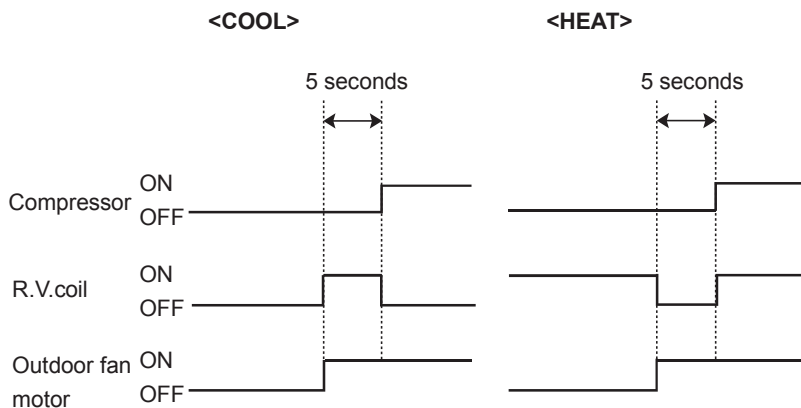 <COOL>
<HEAT>
5 seconds
5 seconds
Compressor
ON
OFF
R.V.coil
ON
OFF
Outdoor fan
motor
ON
OFF